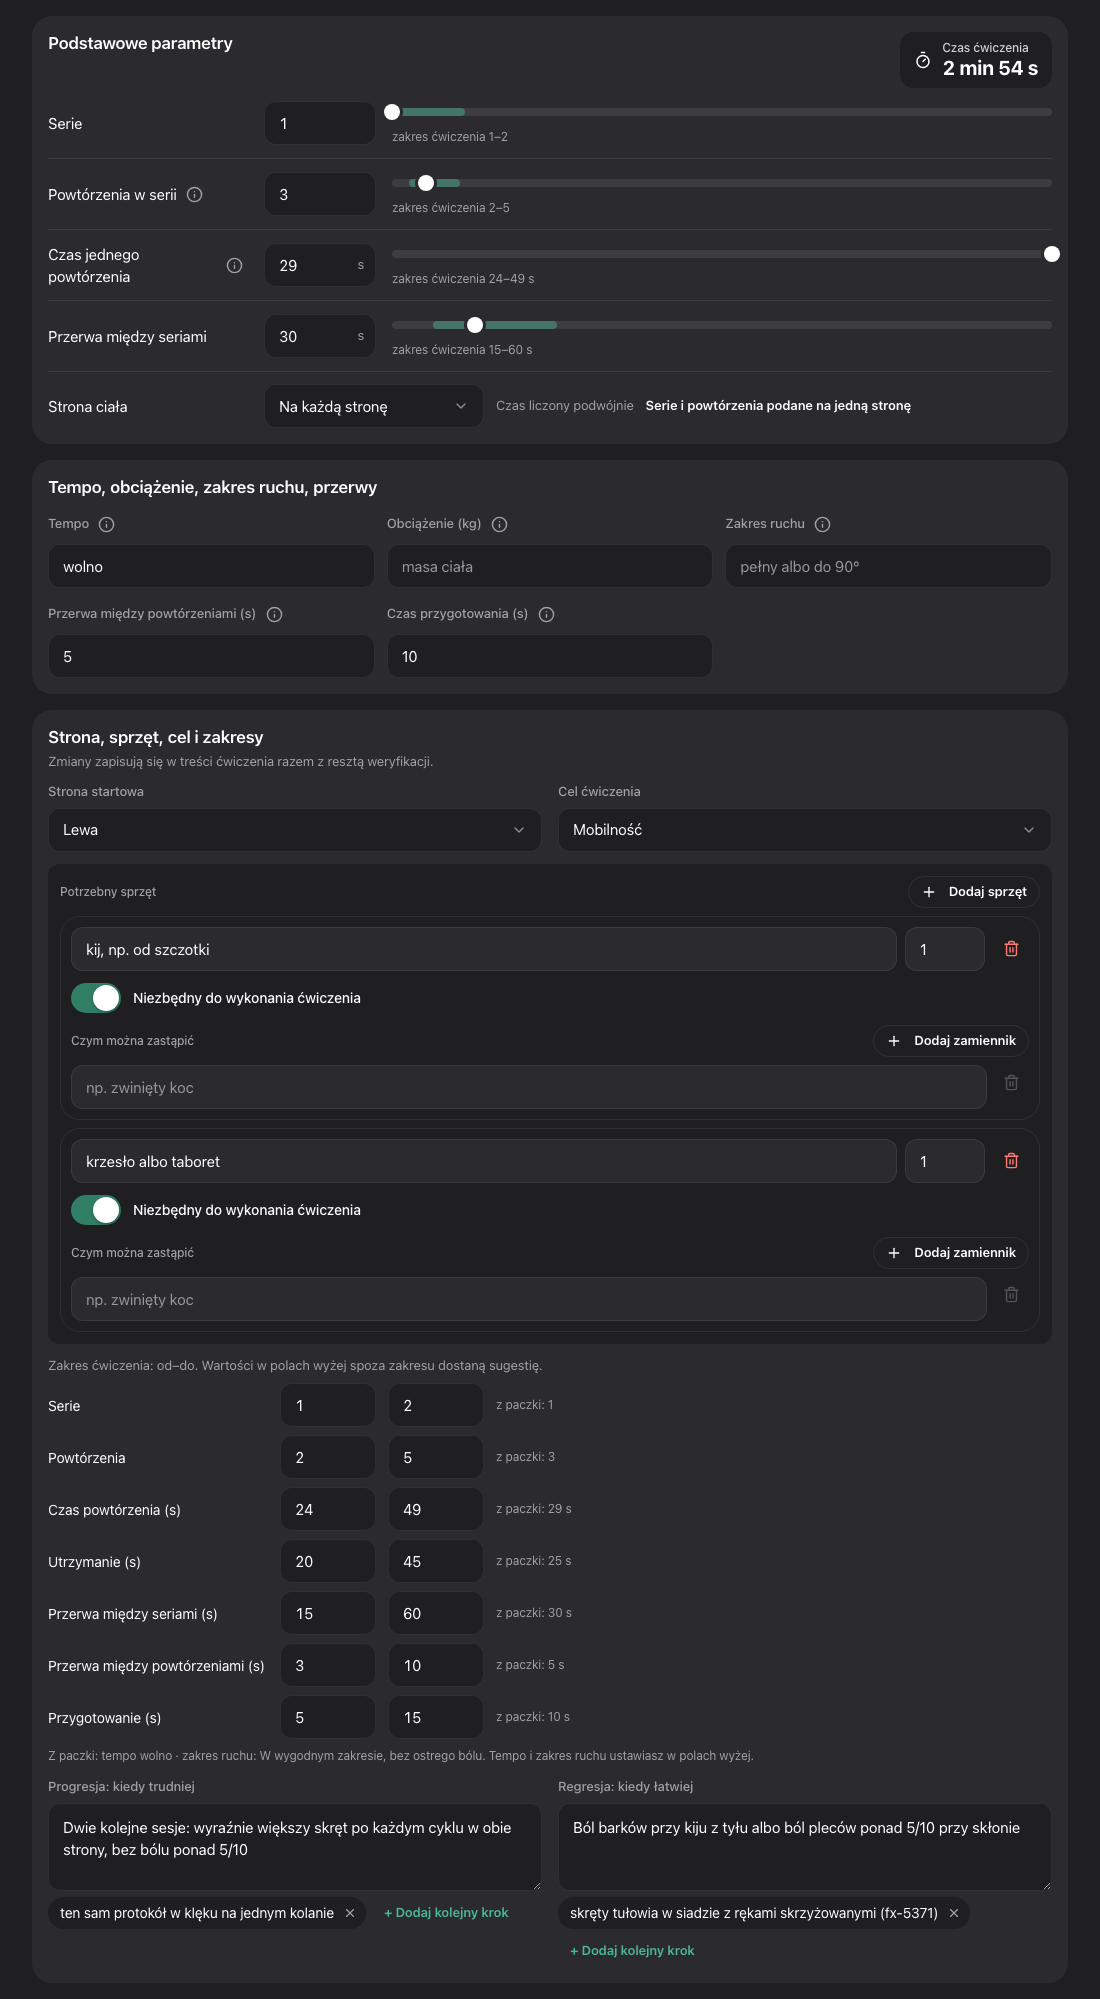 Podstawowe parametry
Czas ćwiczenia
2 min 54 s
Serie
1
zakres ćwiczenia 1–2
Powtórzenia w serii
3
zakres ćwiczenia 2–5
Czas jednego
powtórzenia
29 s
zakres ćwiczenia 24–49 s
Przerwa między seriami
30 s
zakres ćwiczenia 15–60 s
Strona ciała
Na każdą stronę
Czas liczony podwójnie
Serie i powtórzenia podane na jedną stronę
Tempo, obciążenie, zakres ruchu, przerwy
Tempo
Obciążenie (kg)
Zakres ruchu
wolno
masa ciała
pełny albo do 90°
Przerwa między powtórzeniami (s)
Czas przygotowania (s)
5
10
Strona, sprzęt, cel i zakresy
Zmiany zapisują się w treści ćwiczenia razem z resztą weryfikacji.
Strona startowa
Cel ćwiczenia
Lewa
Mobilność
Potrzebny sprzęt
+ Dodaj sprzęt
kij, np. od szczotki
1
Niezbędny do wykonania ćwiczenia
Czym można zastąpić
+ Dodaj zamiennik
np. zwinięty koc
krzesło albo taboret
1
Niezbędny do wykonania ćwiczenia
Czym można zastąpić
+ Dodaj zamiennik
np. zwinięty koc
Zakres ćwiczenia: od–do. Wartości w polach wyżej spoza zakresu dostaną sugestię.
Serie 1 2 z paczki: 1
Powtórzenia 2 5 z paczki: 3
Czas powtórzenia (s) 24 49 z paczki: 29 s
Utrzymanie (s) 20 45 z paczki: 25 s
Przerwa między seriami (s) 15 60 z paczki: 30 s
Przerwa między powtórzeniami (s) 3 10 z paczki: 5 s
Przygotowanie (s) 5 15 z paczki: 10 s
Z paczki: tempo wolno · zakres ruchu: W wygodnym zakresie, bez ostrego bólu. Tempo i zakres ruchu ustawiasz w polach wyżej.
Progresja: kiedy trudniej
Dwie kolejne sesje: wyraźnie większy skręt po każdym cyklu w obie
strony, bez bólu ponad 5/10
ten sam protokół w klęku na jednym kolanie ×
+ Dodaj kolejny krok
Regresja: kiedy łatwiej
Ból barków przy kiju z tyłu albo ból pleców ponad 5/10 przy skłonie
skręty tułowia w siadzie z rękami skrzyżowanymi (fx-5371) ×
+ Dodaj kolejny krok